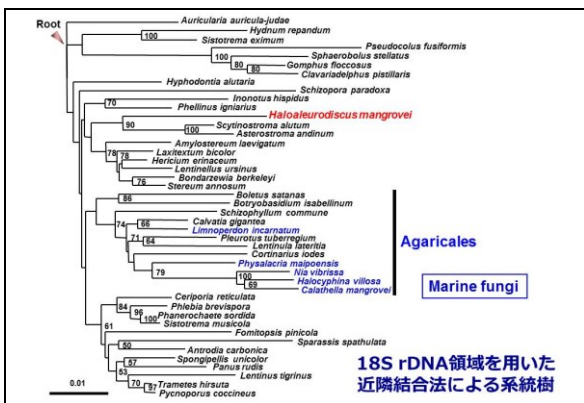 Root
Auricularia auricula-judae
Hydnum repandum
100
Sistotrema eximum
Pseudocolus fusiformis
Sphaerobolus stellatus
100
Gomphus floccosus
80
80
Clavariadelphus pistillaris
Hyphodontia alutaria
Schizopora paradoxa
Inonotus hispidus
70
Phellinus igniarius
Haloaleurodiscus mangrovei
90
Scytinostroma alutum
100
Asterostroma andinum
Amylostereum laevigatum
78
Laxitextum bicolor
78
Hericium erinaceum
Lentinellus ursinus
Bondarzewia berkeleyi
76
Stereum annosum
Boletus satanas
86
Botryobasidium isabellinum
Schizophyllum commune
74
Calvatia gigantea
66
Limnoperdon incarnatum
71
Pleurotus tuberregium
64
Lentinula lateritia
Cortinarius iodes
Agaricales
Physalacria maipoensis
79
Nia vibrissa
100
Halocyphina villosa
69
Calathella mangrovei
Marine fungi
Ceriporia reticulata
84
Phlebia brevispora
96
Phanerochaete sordida
100
Sistotrema musicola
61
Fomitopsis pinicola
Sparassis spathulata
50
Antrodia carbonica
Spongipellis unicolor
57
Panus rudis
53
Lentinus tigrinus
70
Trametes hirsuta
97
Pycnoporus coccineus
0.01
18S rDNA領域を用いた
近隣結合法による系統樹